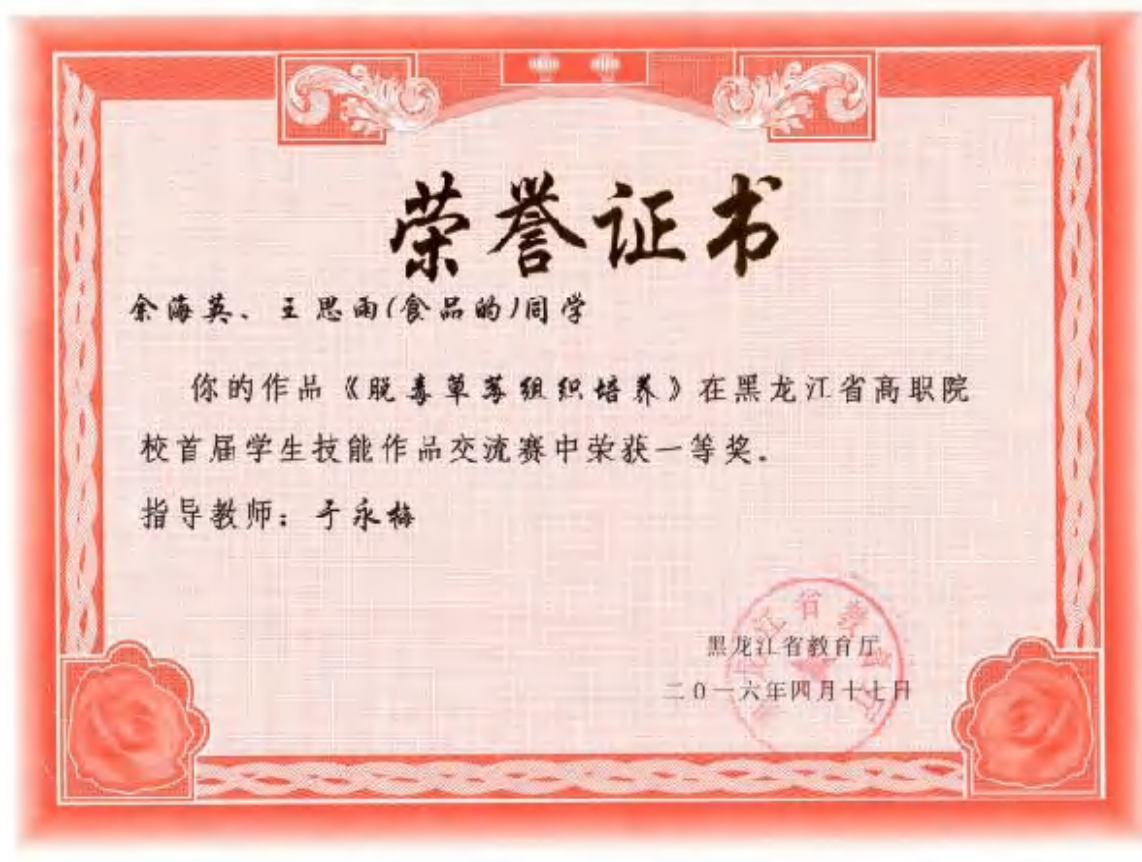 荣誉证书
余海英、王思雨(食品的)同学
你的作品《脱毒草莓组织培养》在黑龙江省高职院
校首届学生技能作品交流赛中荣获一等奖.
指导教师：于永梅
黑龙江省教育厅
二0一六年四月十七日